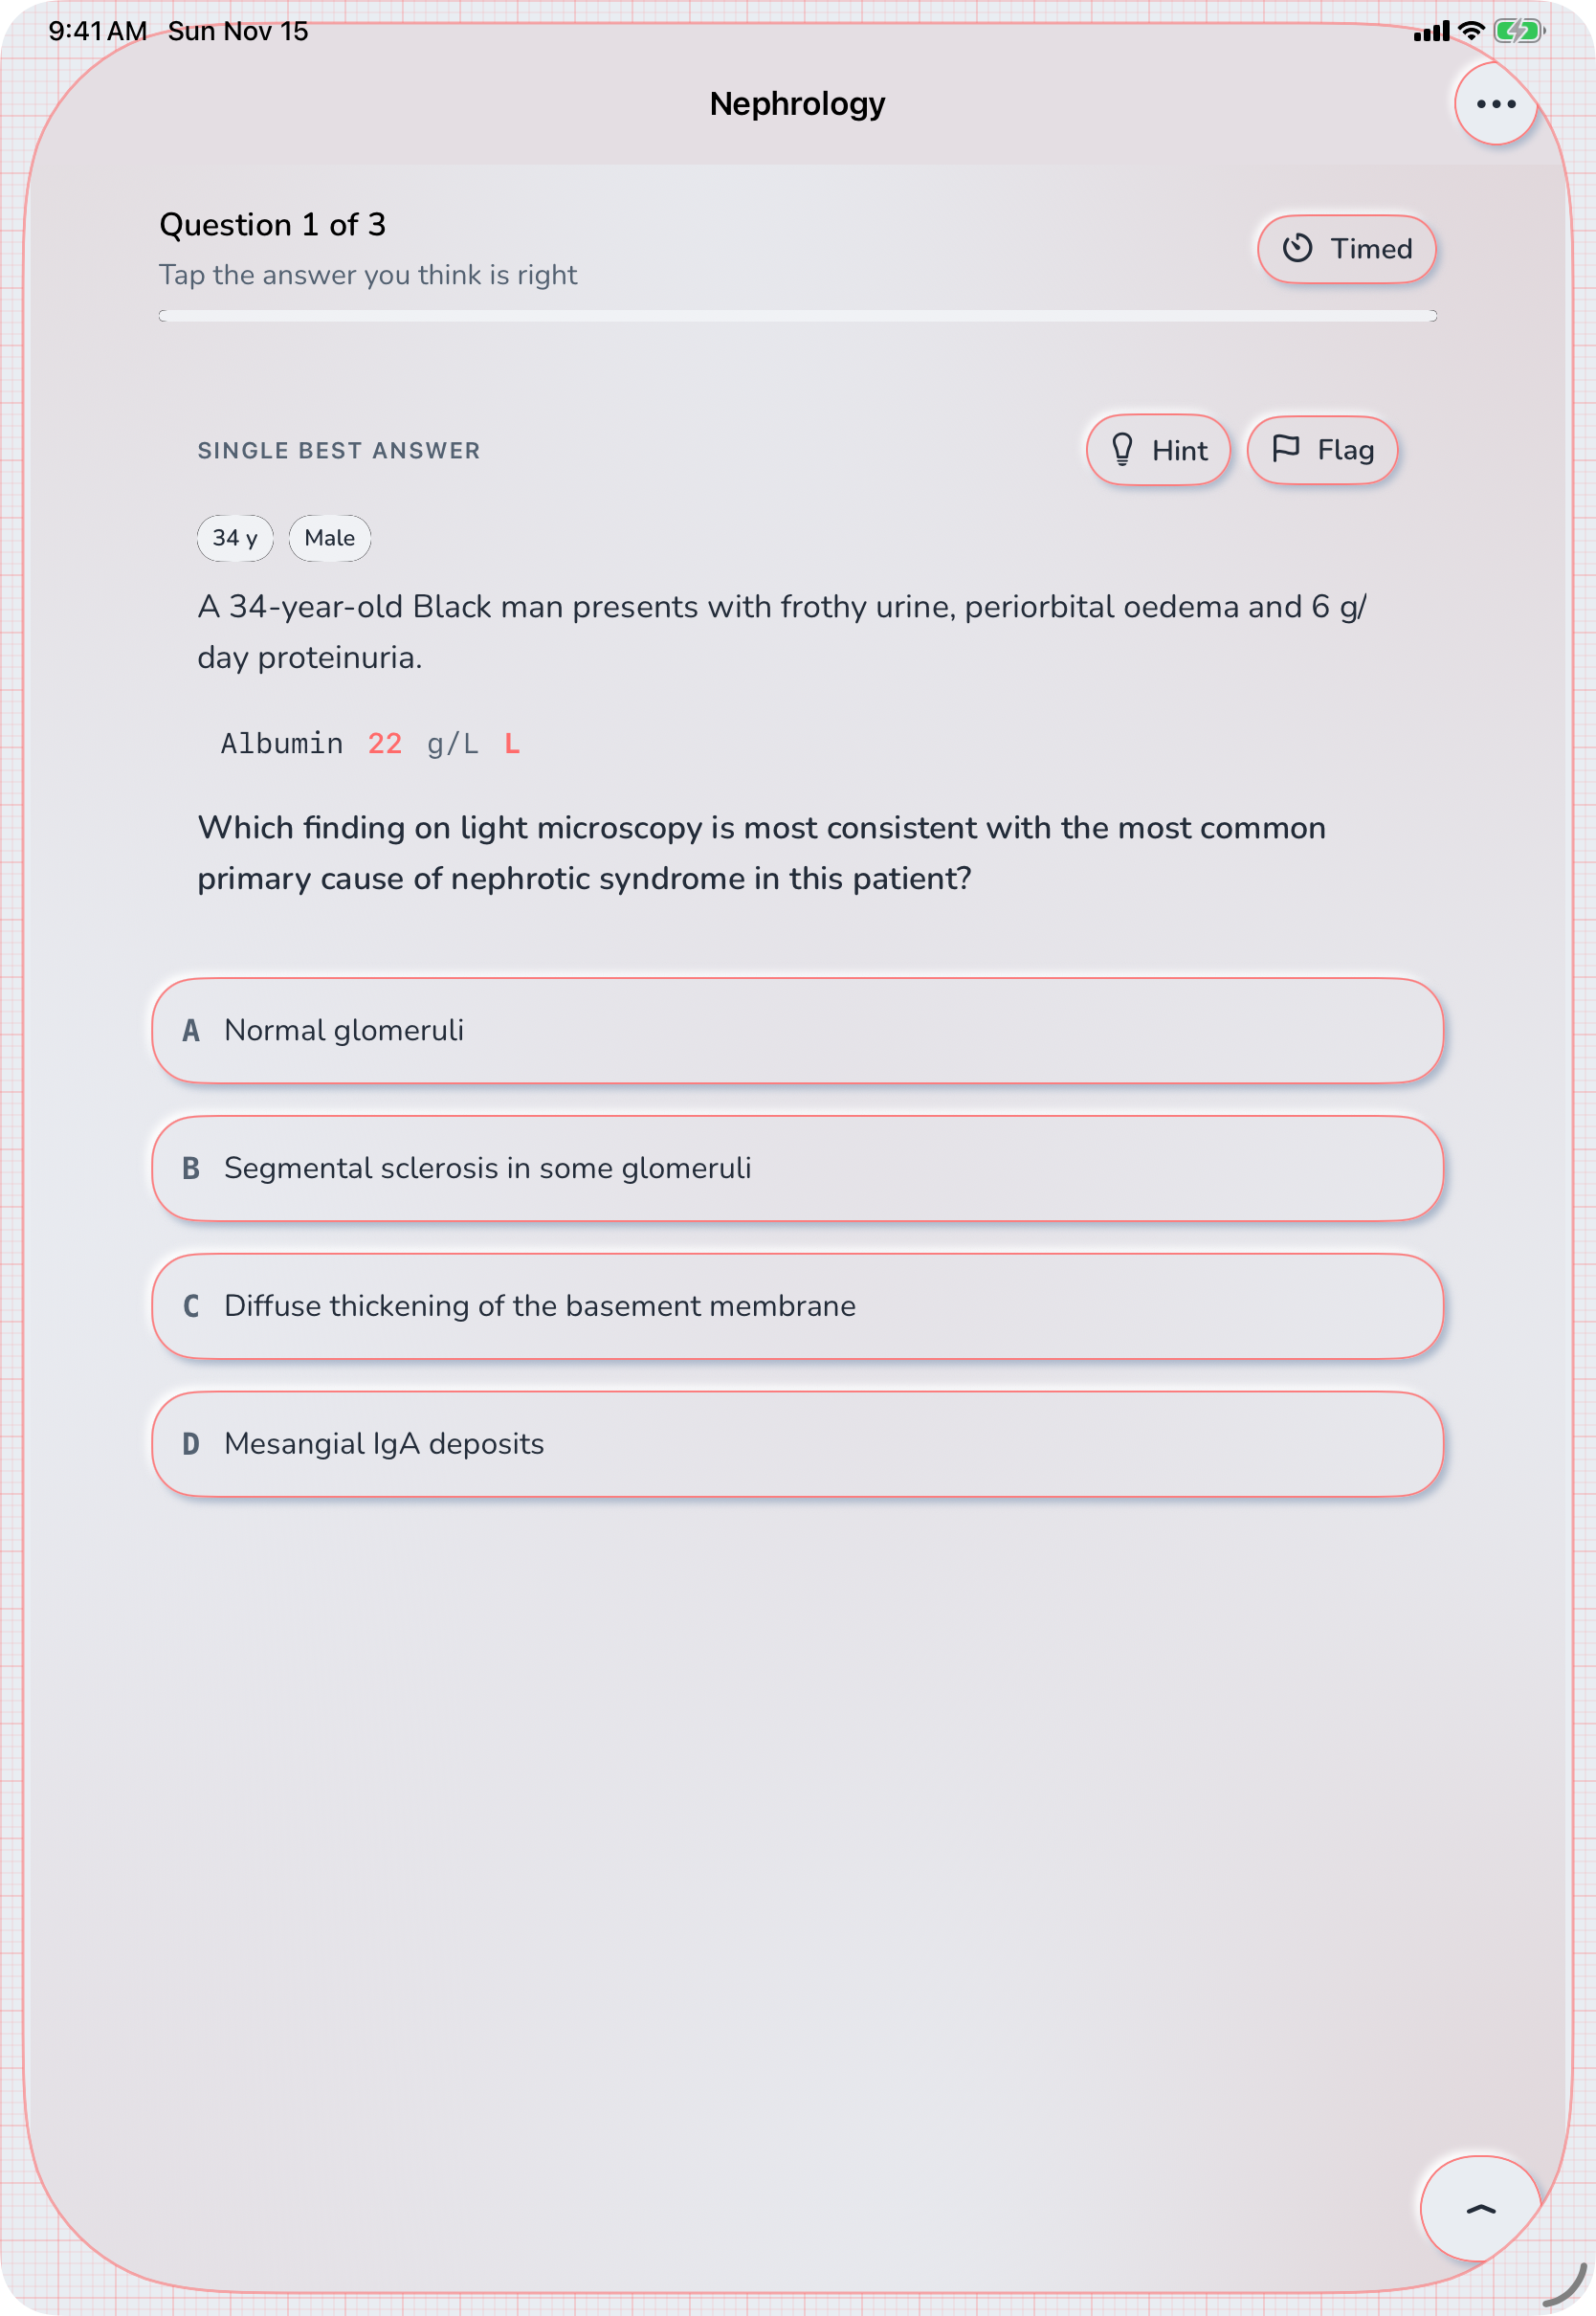 9:41 AM Sun Nov 15
Nephrology
Question 1 of 3
Tap the answer you think is right
Timed
SINGLE BEST ANSWER
Hint
Flag
34 y
Male
A 34-year-old Black man presents with frothy urine, periorbital oedema and 6 g/
day proteinuria.
Albumin 22 g/L L
Which finding on light microscopy is most consistent with the most common
primary cause of nephrotic syndrome in this patient?
A Normal glomeruli
B Segmental sclerosis in some glomeruli
C Diffuse thickening of the basement membrane
D Mesangial IgA deposits